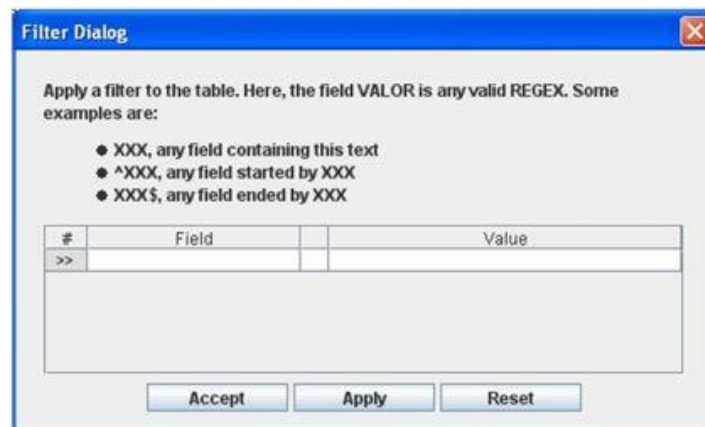 Filter Dialog
Apply a filter to the table. Here, the field VALOR is any valid REGEX. Some
examples are:
● XXX, any field containing this text
● ^XXX, any field started by XXX
● XXX$, any field ended by XXX
# Field Value
>>
Accept Apply Reset